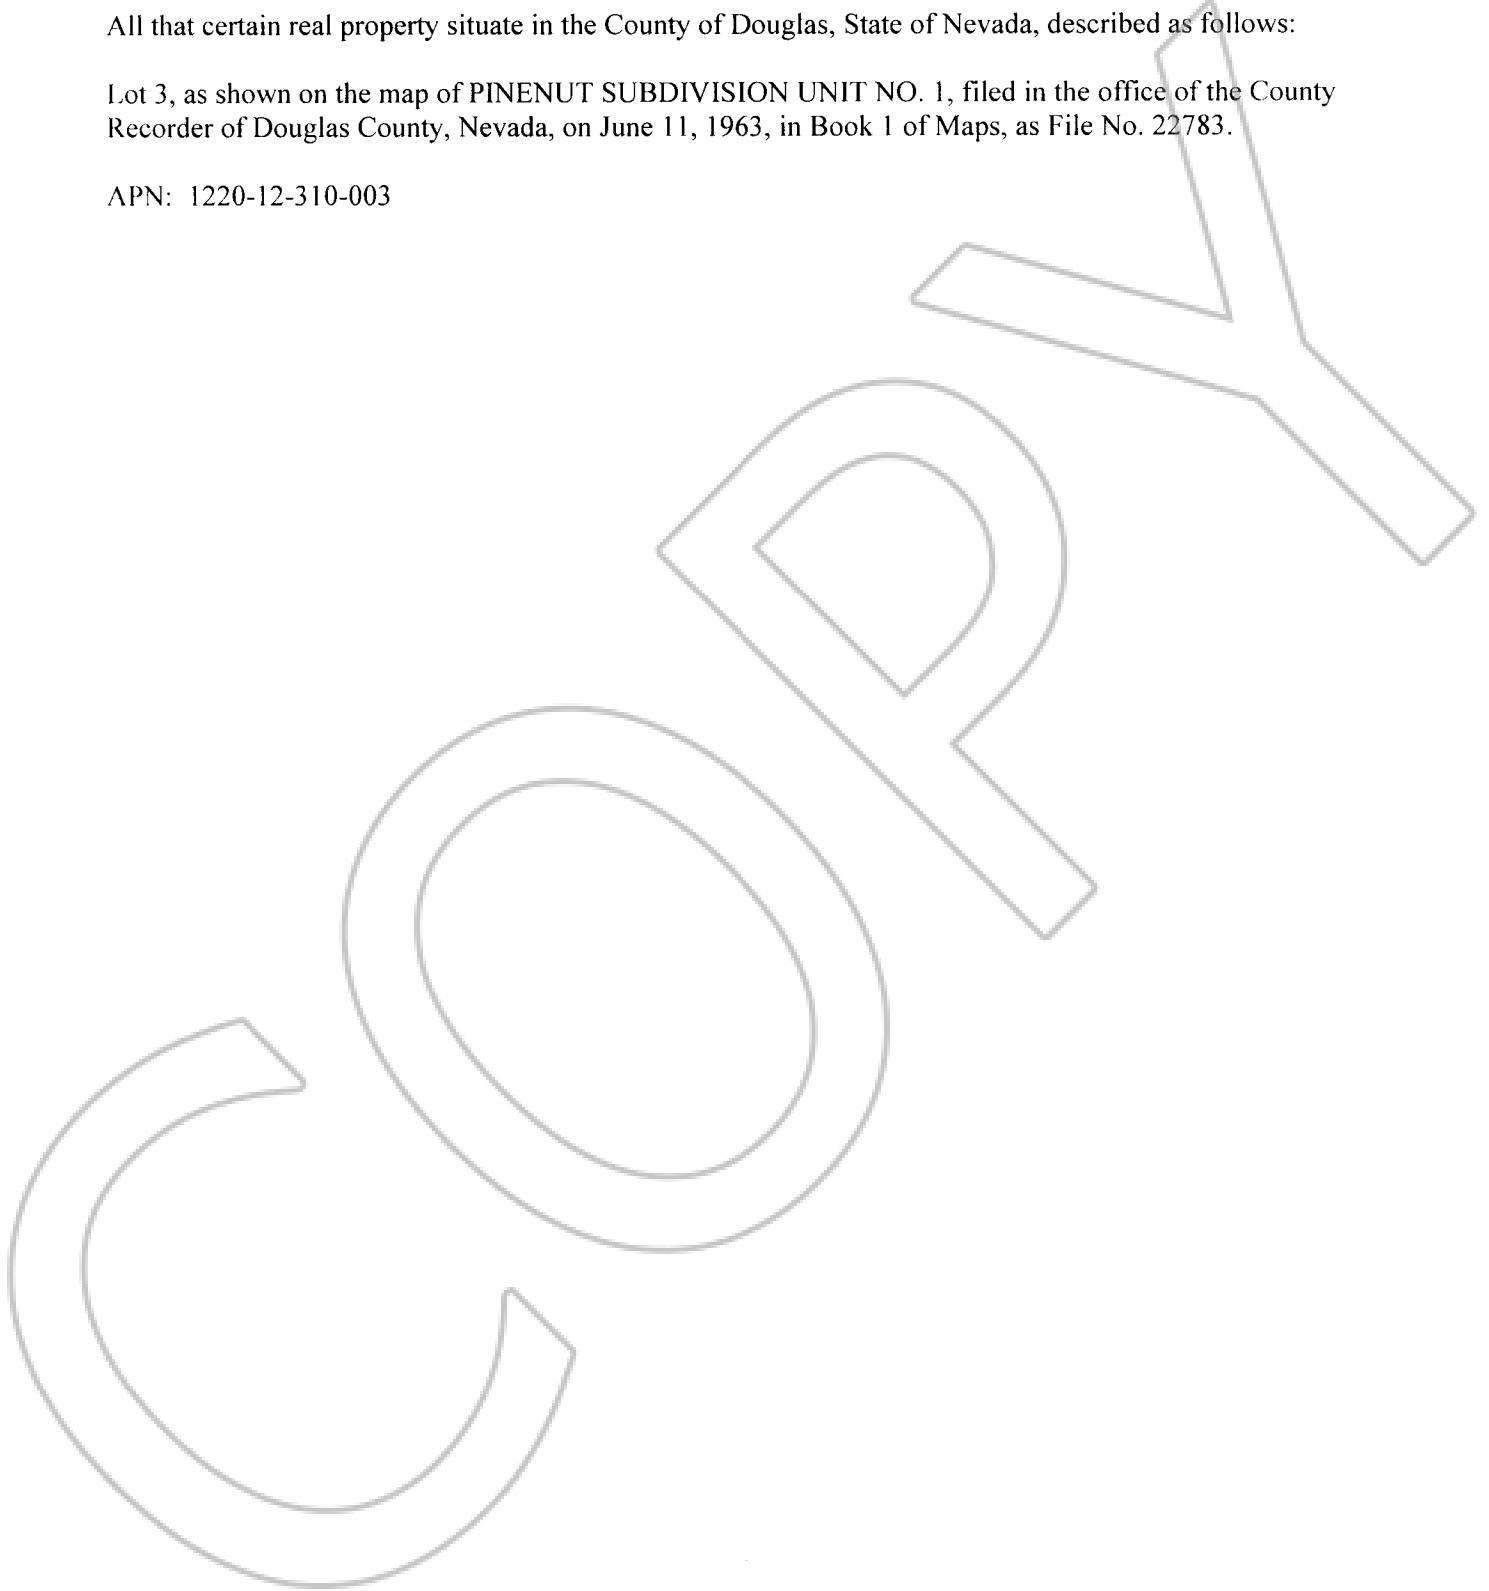 All that certain real property situate in the County of Douglas, State of Nevada, described as follows:
Lot 3, as shown on the map of PINENUT SUBDIVISION UNIT NO. 1, filed in the office of the County
Recorder of Douglas County, Nevada, on June 11, 1963, in Book 1 of Maps, as File No. 22783.
APN: 1220-12-310-003
COPY